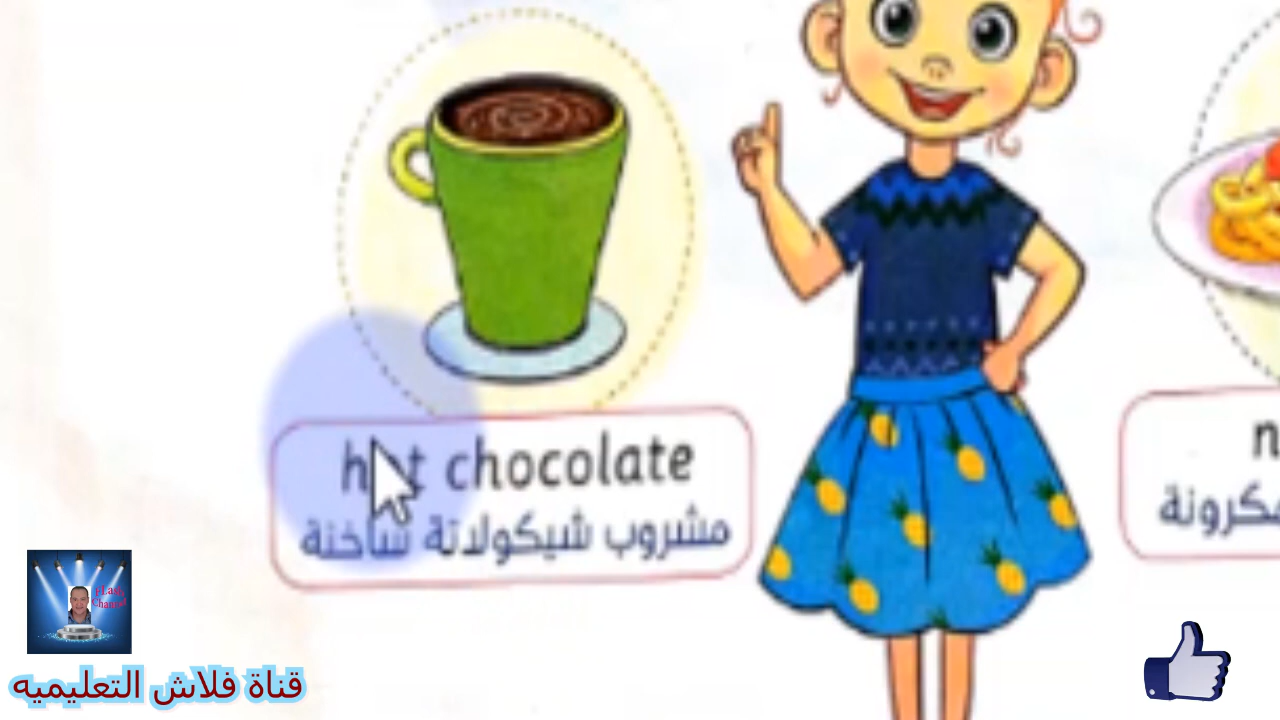 hot chocolate
مشروب شيكولاتة ساخنة
قناة فلاش التعليميه